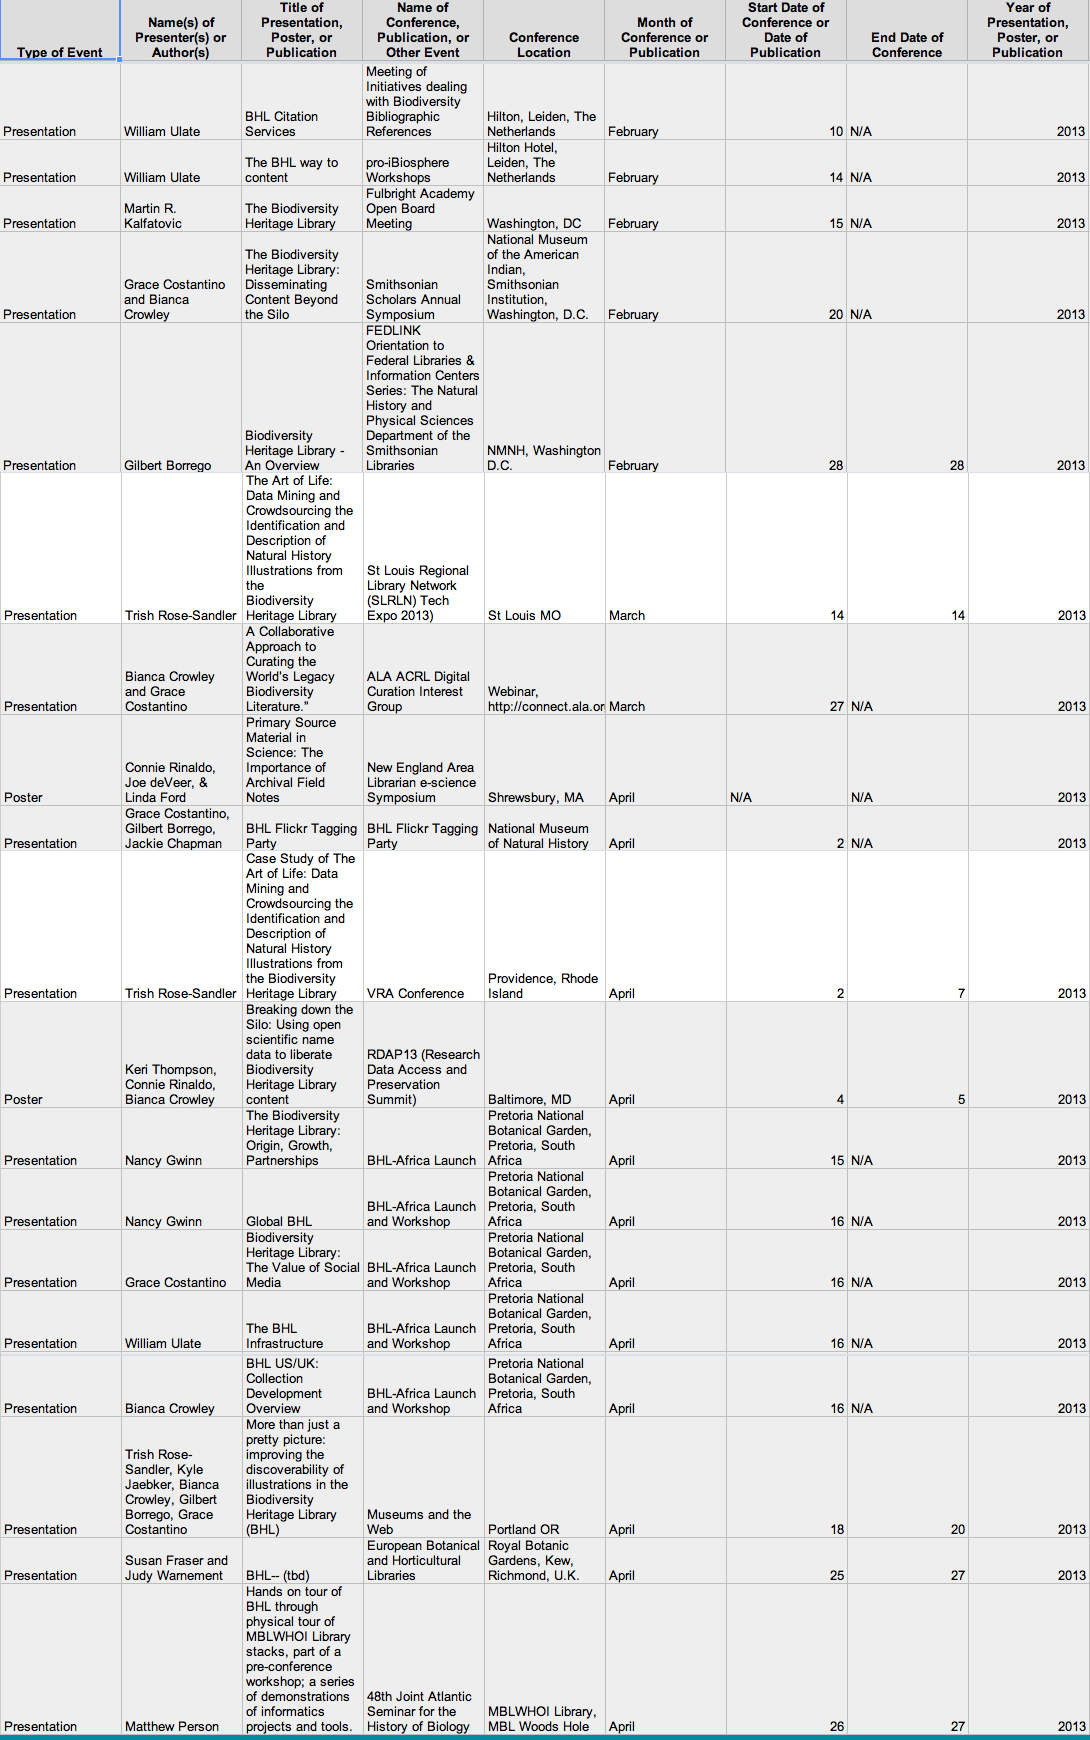 Type of Event
Name(s) of
Presenter(s) or
Author(s)
Title of
Presentation,
Poster, or
Publication
Name of
Conference,
Publication, or
Other Event
Conference
Location
Month of
Conference or
Publication
Start Date of
Conference or
Date of
Publication
End Date of
Conference
Year of
Presentation,
Poster, or
Publication
Presentation
William Ulate
BHL Citation
Services
Meeting of
Initiatives dealing
with Biodiversity
Bibliographic
References
Hilton, Leiden, The
Netherlands
February
10
N/A
2013
Presentation
William Ulate
The BHL way to
content
pro-iBiosphere
Workshops
Hilton Hotel,
Leiden, The
Netherlands
February
14
N/A
2013
Presentation
Martin R.
Kalfatovic
The Biodiversity
Heritage Library
Fulbright Academy
Open Board
Meeting
Washington, DC
February
15
N/A
2013
Presentation
Grace Costantino
and Bianca
Crowley
The Biodiversity
Heritage Library:
Disseminating
Content Beyond
the Silo
Smithsonian
Scholars Annual
Symposium
National Museum
of the American
Indian,
Smithsonian
Institution,
Washington, D.C.
February
20
N/A
2013
Presentation
Gilbert Borrego
Biodiversity
Heritage Library -
An Overview
FEDLINK
Orientation to
Federal Libraries &
Information Centers
Series: The Natural
History and
Physical Sciences
Department of the
Smithsonian
Libraries
NMNH, Washington
D.C.
February
28
28
2013
Presentation
Trish Rose-Sandler
The Art of Life:
Data Mining and
Crowdsourcing the
Identification and
Description of
Natural History
Illustrations from
the
Biodiversity
Heritage Library
St Louis Regional
Library Network
(SLRLN) Tech
Expo 2013)
St Louis MO
March
14
14
2013
Presentation
Bianca Crowley
and Grace
Costantino
A Collaborative
Approach to
Curating the
World's Legacy
Biodiversity
Literature.”
ALA ACRL Digital
Curation Interest
Group
Webinar,
http://connect.ala.or
March
27
N/A
2013
Poster
Connie Rinaldo,
Joe deVeer, &
Linda Ford
Primary Source
Material in
Science: The
Importance of
Archival Field
Notes
New England Area
Librarian e-science
Symposium
Shrewsbury, MA
April
N/A
N/A
2013
Presentation
Grace Costantino,
Gilbert Borrego,
Jackie Chapman
BHL Flickr Tagging
Party
BHL Flickr Tagging
Party
National Museum
of Natural History
April
2
N/A
2013
Presentation
Trish Rose-Sandler
Case Study of The
Art of Life: Data
Mining and
Crowdsourcing the
Identification and
Description of
Natural History
Illustrations from
the Biodiversity
Heritage Library
VRA Conference
Providence, Rhode
Island
April
2
7
2013
Poster
Keri Thompson,
Connie Rinaldo,
Bianca Crowley
Breaking down the
Silo: Using open
scientific name
data to liberate
Biodiversity
Heritage Library
content
RDAP13 (Research
Data Access and
Preservation
Summit)
Baltimore, MD
April
4
5
2013
Presentation
Nancy Gwinn
The Biodiversity
Heritage Library:
Origin, Growth,
Partnerships
BHL-Africa Launch
Pretoria National
Botanical Garden,
Pretoria, South
Africa
April
15
N/A
2013
Presentation
Nancy Gwinn
Global BHL
BHL-Africa Launch
and Workshop
Pretoria National
Botanical Garden,
Pretoria, South
Africa
April
16
N/A
2013
Presentation
Grace Costantino
Biodiversity
Heritage Library:
The Value of Social
Media
BHL-Africa Launch
and Workshop
Pretoria National
Botanical Garden,
Pretoria, South
Africa
April
16
N/A
2013
Presentation
William Ulate
The BHL
Infrastructure
BHL-Africa Launch
and Workshop
Pretoria National
Botanical Garden,
Pretoria, South
Africa
April
16
N/A
2013
Presentation
Bianca Crowley
BHL US/UK:
Collection
Development
Overview
BHL-Africa Launch
and Workshop
Pretoria National
Botanical Garden,
Pretoria, South
Africa
April
16
N/A
2013
Presentation
Trish Rose-
Sandler, Kyle
Jaebker, Bianca
Crowley, Gilbert
Borrego, Grace
Costantino
More than just a
pretty picture:
improving the
discoverability of
illustrations in the
Biodiversity
Heritage Library
(BHL)
Museums and the
Web
Portland OR
April
18
20
2013
Presentation
Susan Fraser and
Judy Warnement
BHL-- (tbd)
European Botanical
and Horticultural
Libraries
Royal Botanic
Gardens, Kew,
Richmond, U.K.
April
25
27
2013
Presentation
Matthew Person
Hands on tour of
BHL through
physical tour of
MBLWHOI Library
stacks, part of a
pre-conference
workshop; a series
of demonstrations
of informatics
projects and tools.
48th Joint Atlantic
Seminar for the
History of Biology
MBLWHOI Library,
MBL Woods Hole
April
26
27
2013